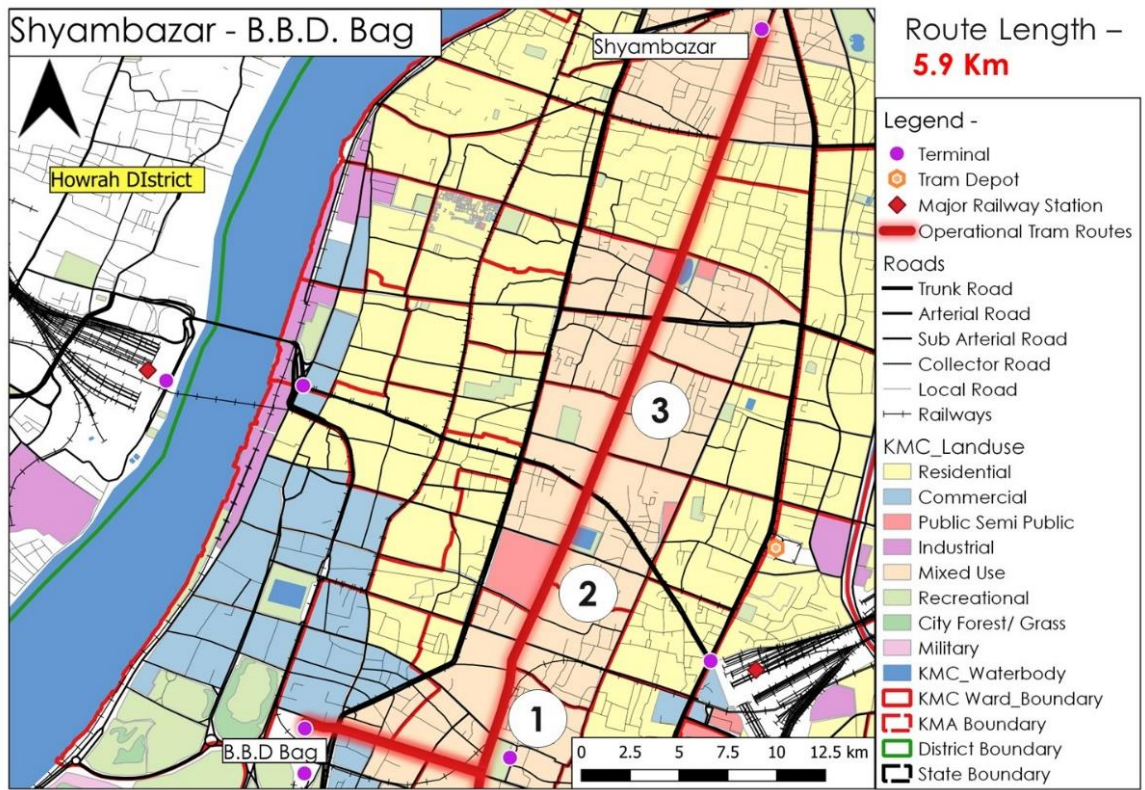 Shyambazar - B.B.D. Bag
Route Length –
5.9 Km
Shyambazar
Howrah DIstrict
3
2
1
B.B.D Bag
0 2.5 5 7.5 10 12.5 km
Legend -
Terminal
Tram Depot
Major Railway Station
Operational Tram Routes
Roads
Trunk Road
Arterial Road
Sub Arterial Road
Collector Road
Local Road
Railways
KMC_Landuse
Residential
Commercial
Public Semi Public
Industrial
Mixed Use
Recreational
City Forest/ Grass
Military
KMC_Waterbody
KMC Ward_Boundary
KMA Boundary
District Boundary
State Boundary